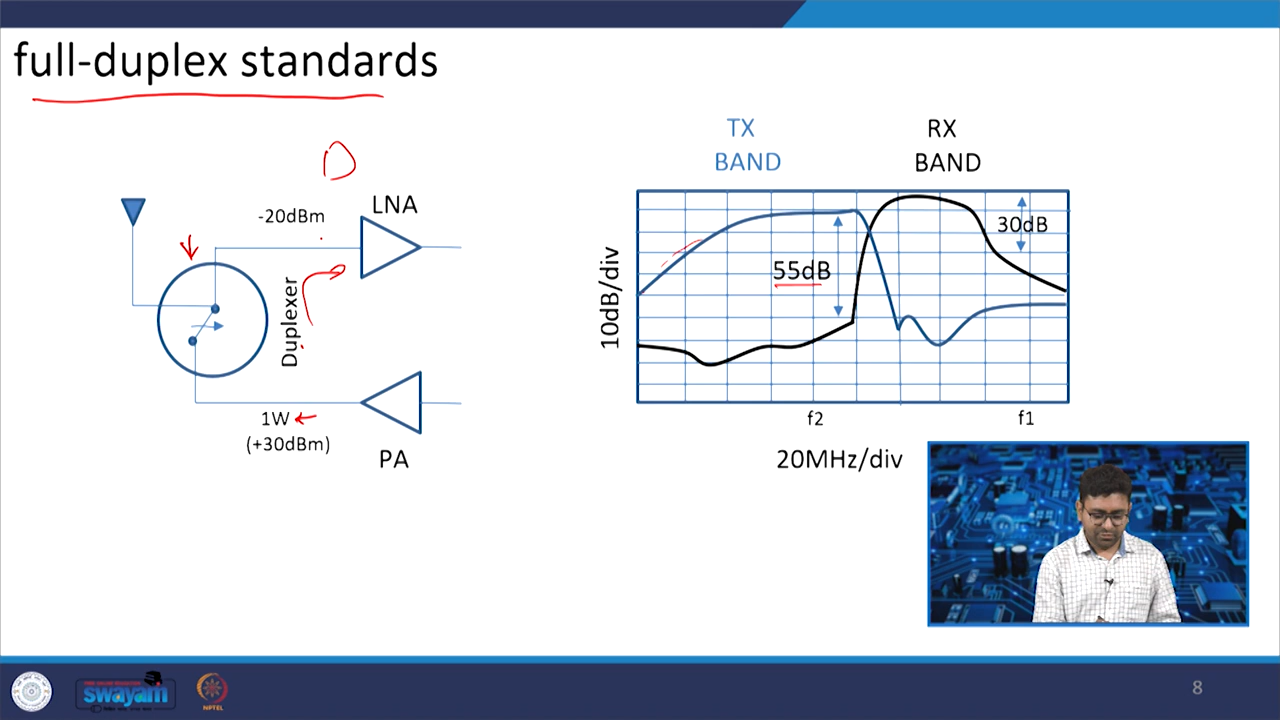 full-duplex standards
D
-20dBm
LNA
Duplexer
1W
(+30dBm)
PA
TX
BAND
RX
BAND
30dB
55dB
10dB/div
f2
f1
20MHz/div
swayam
NPTEL
8